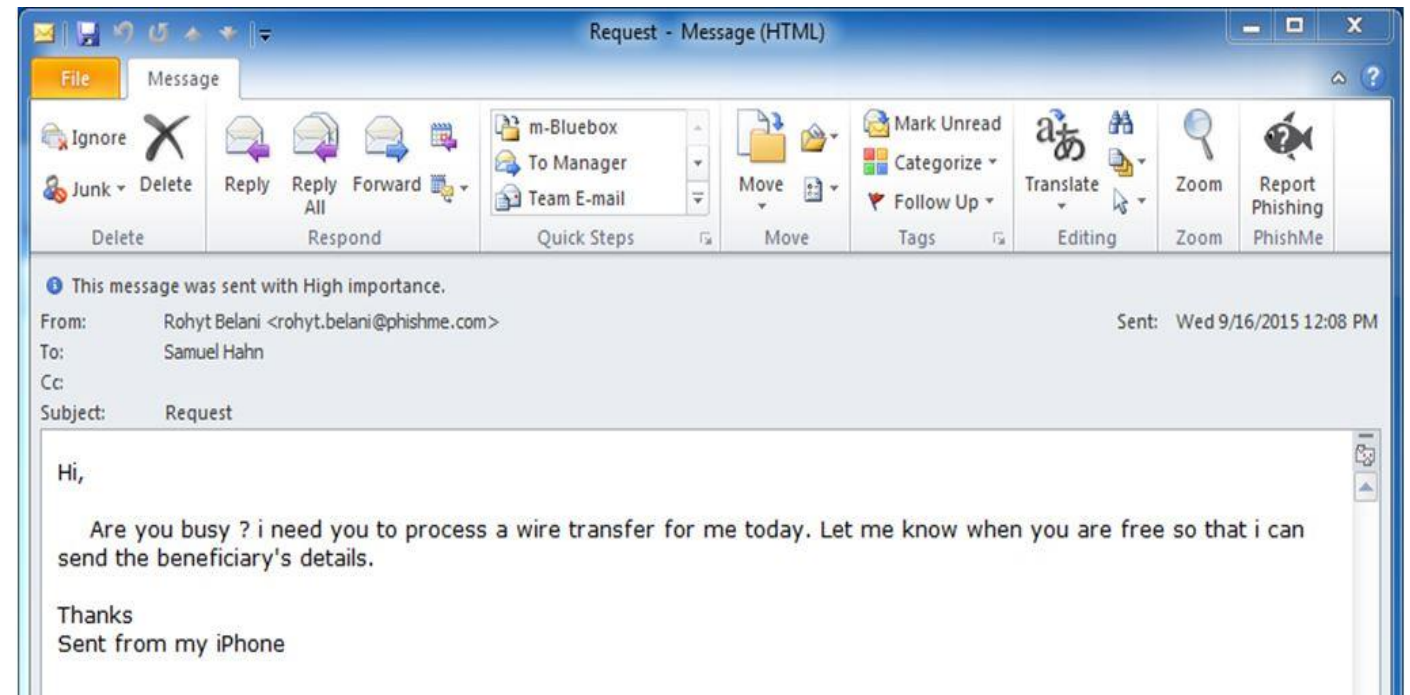 Request - Message (HTML)
File Message
Ignore
Junk
Delete
Reply
Reply All
Forward
m-Bluebox
To Manager
Team E-mail
Move
Mark Unread
Categorize
Follow Up
Translate
Zoom
Report Phishing
Delete Respond Quick Steps Move Tags Editing Zoom PhishMe
This message was sent with High importance.
From: Rohyt Belani <rohyt.belani@phishme.com> Sent: Wed 9/16/2015 12:08 PM
To: Samuel Hahn
Cc:
Subject: Request
Hi,
Are you busy ? i need you to process a wire transfer for me today. Let me know when you are free so that i can
send the beneficiary's details.
Thanks
Sent from my iPhone